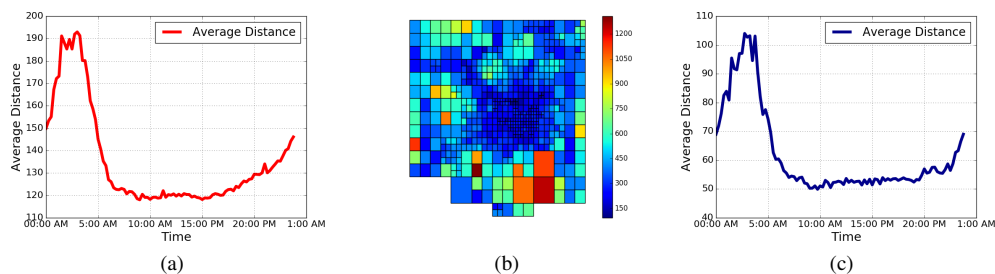 200
190
180
170
160
150
140
130
120
110
Average Distance
Average Distance
00:00 AM 5:00 AM 10:00 AM 15:00 PM 20:00 PM 1:00 AM
Time
(a)
1200
1050
900
750
600
450
300
150
(b)
110
100
90
80
70
60
50
40
Average Distance
Average Distance
00:00 AM 5:00 AM 10:00 AM 15:00 PM 20:00 PM 1:00 AM
Time
(c)